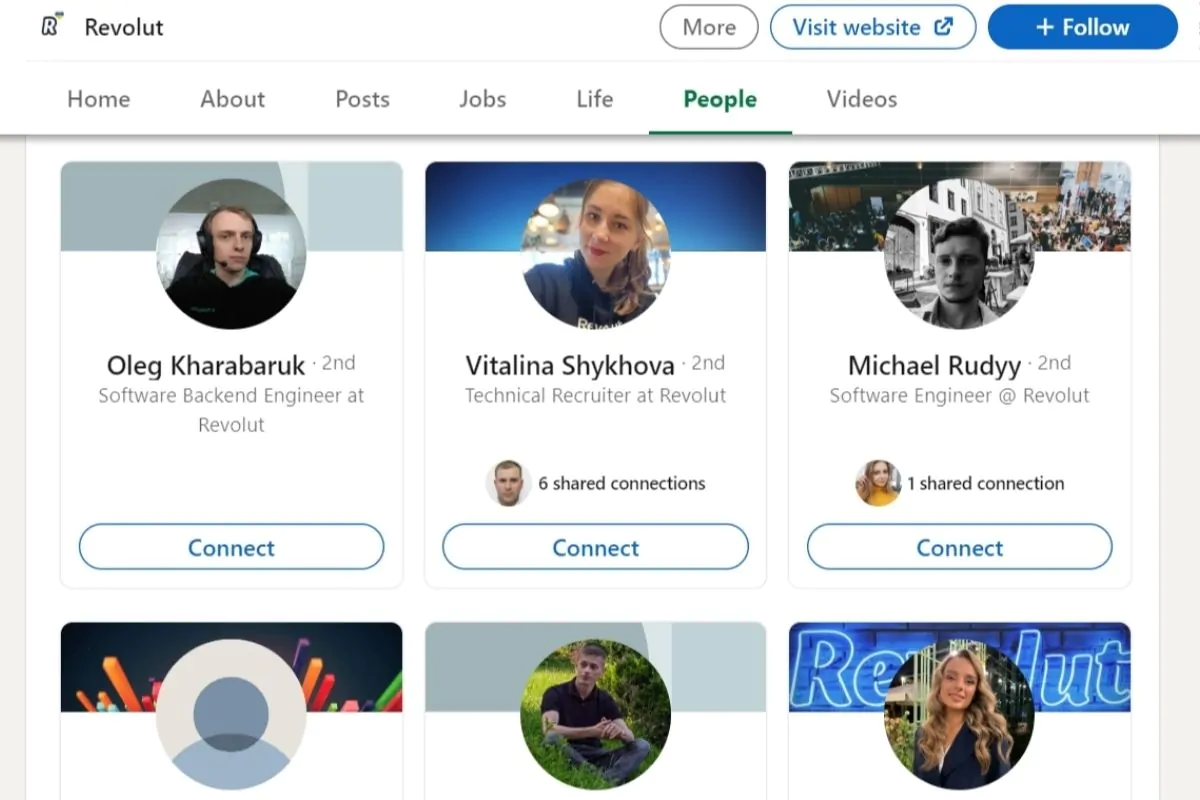 R Revolut
More
Visit website
+ Follow
Home
About
Posts
Jobs
Life
People
Videos
Oleg Kharabaruk · 2nd
Software Backend Engineer at
Revolut
Connect
Vitalina Shykhova · 2nd
Technical Recruiter at Revolut
6 shared connections
Connect
Michael Rudyy · 2nd
Software Engineer @ Revolut
1 shared connection
Connect